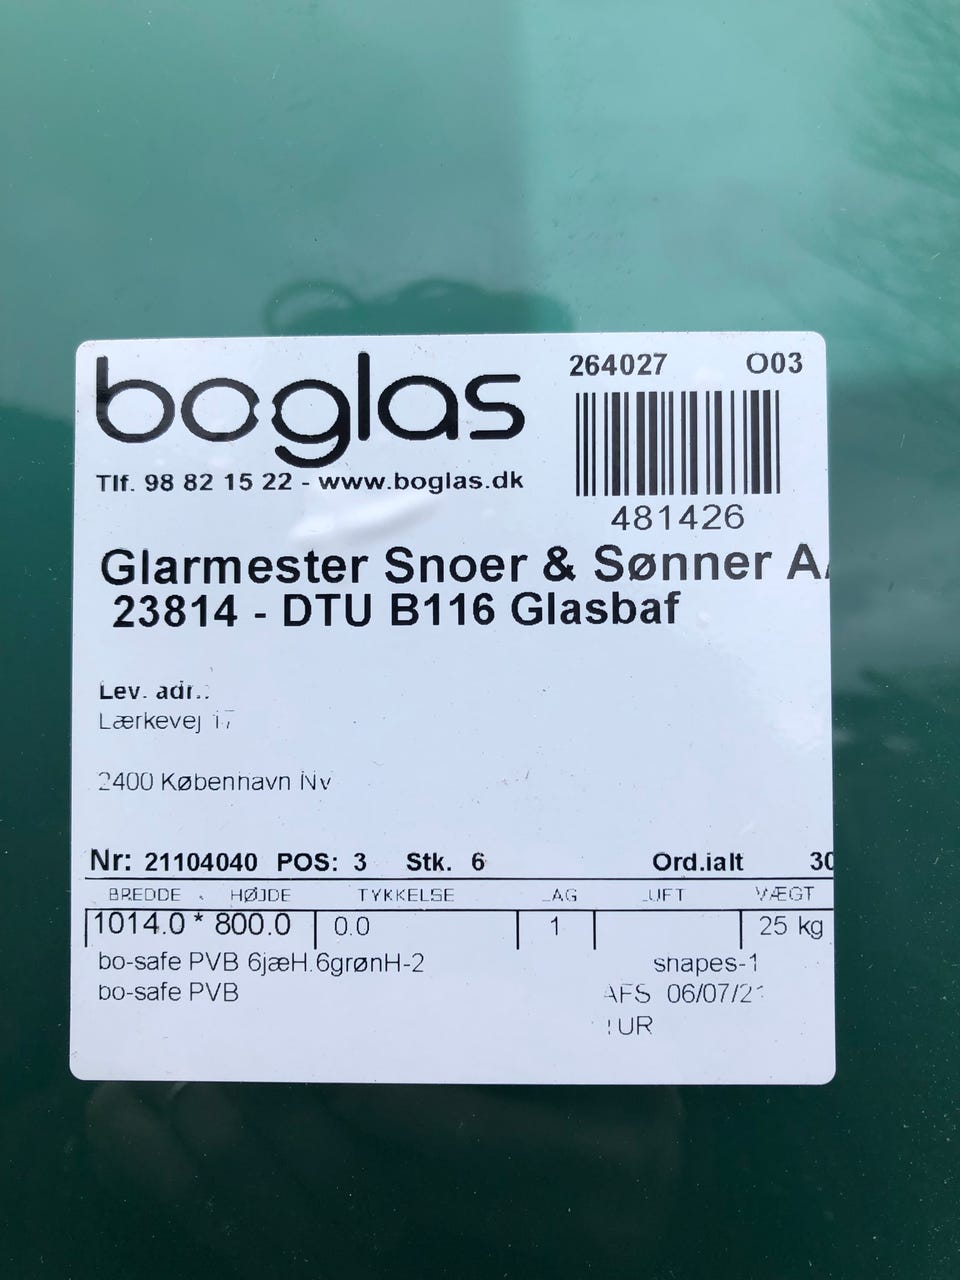 boglas
Tlf. 98 82 15 22 - www.boglas.dk
264027 O03
481426
Glarmester Snoer & Sønner A
23814 - DTU B116 Glasbaf
Lev. adr.:
Lærkevej 17
2400 København Nv
Nr: 21104040 POS: 3 Stk. 6 Ord.ialt 30
BREDDE HØJDE TYKKELSE LAG LUFT VÆGT
1014.0 * 800.0 0.0 1 25 kg
bo-safe PVB 6jæH.6grønH-2 shapes-1
bo-safe PVB AFS 06/07/21
TUR